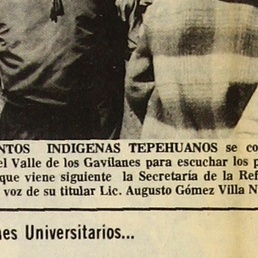 NTOS INDIGENAS TEPEHUANOS se co
el Valle de los Gavilanes para escuchar los p
que viene siguiente la Secretaría de la Ref
voz de su titular Lic. Augusto Gómez Villa N
nes Universitarios...